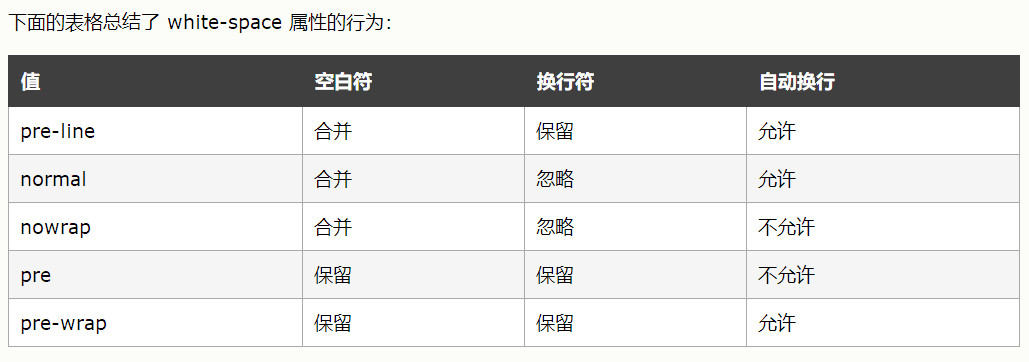 下面的表格总结了 white-space 属性的行为：
值 空白符 换行符 自动换行
pre-line 合并 保留 允许
normal 合并 忽略 允许
nowrap 合并 忽略 不允许
pre 保留 保留 不允许
pre-wrap 保留 保留 允许